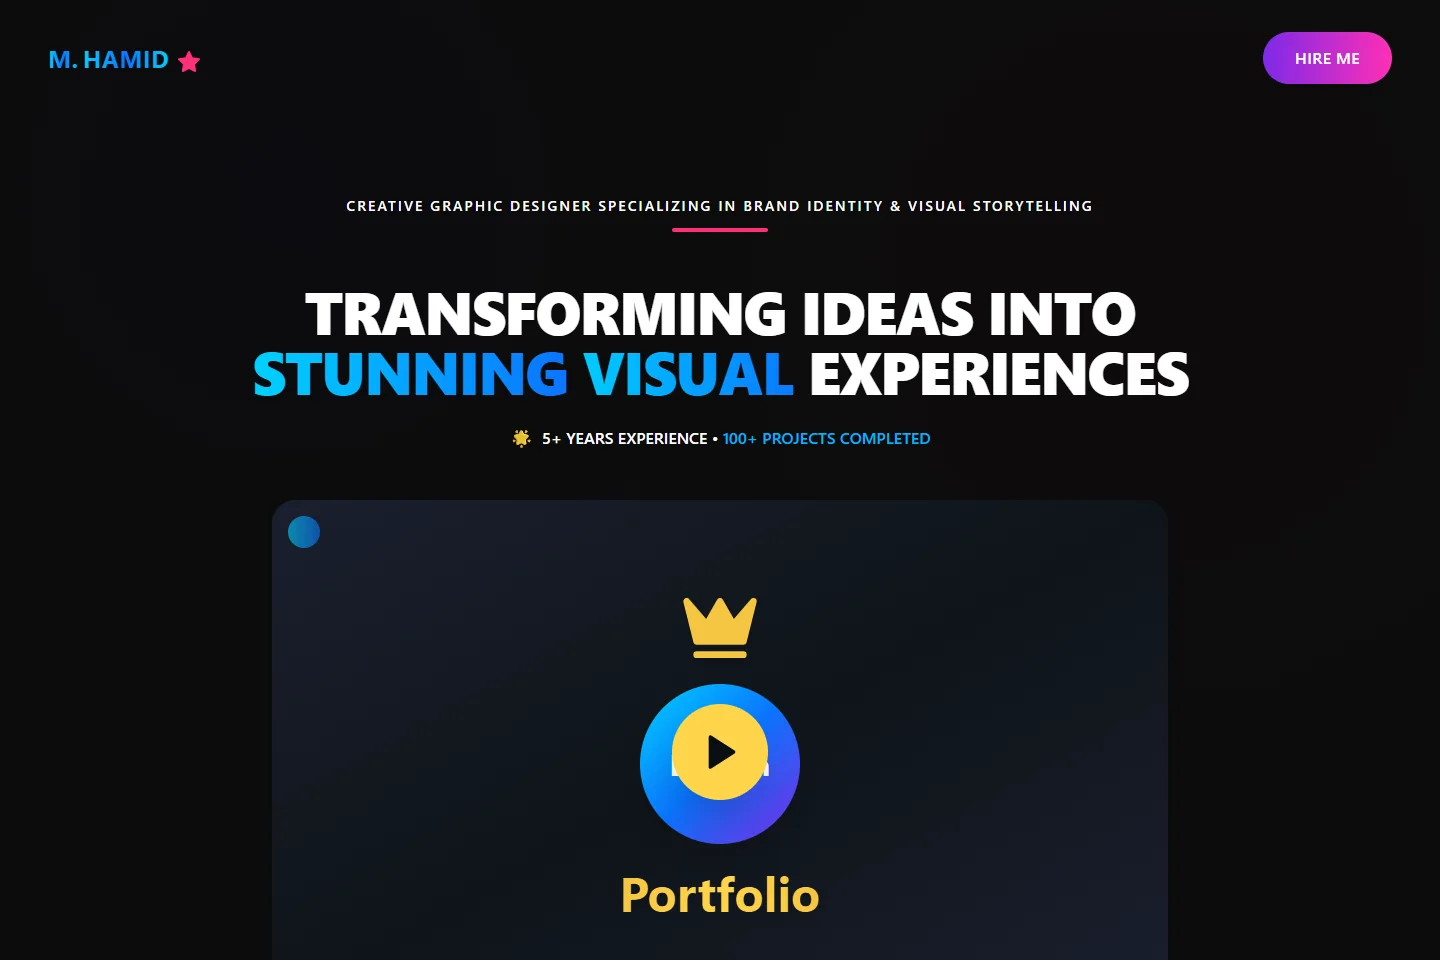 M. HAMID
HIRE ME
CREATIVE GRAPHIC DESIGNER SPECIALIZING IN BRAND IDENTITY & VISUAL STORYTELLING
TRANSFORMING IDEAS INTO
STUNNING VISUAL EXPERIENCES
5+ YEARS EXPERIENCE • 100+ PROJECTS COMPLETED
Portfolio